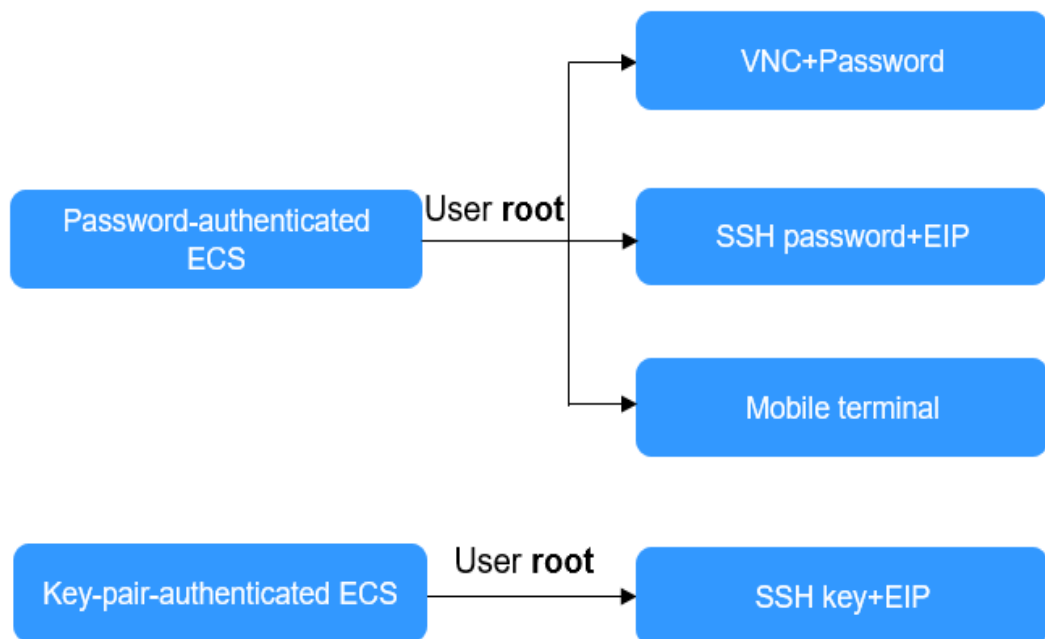 VNC+Password
Password-authenticated
ECS
User root
SSH password+EIP
Mobile terminal
Key-pair-authenticated ECS
User root
SSH key+EIP